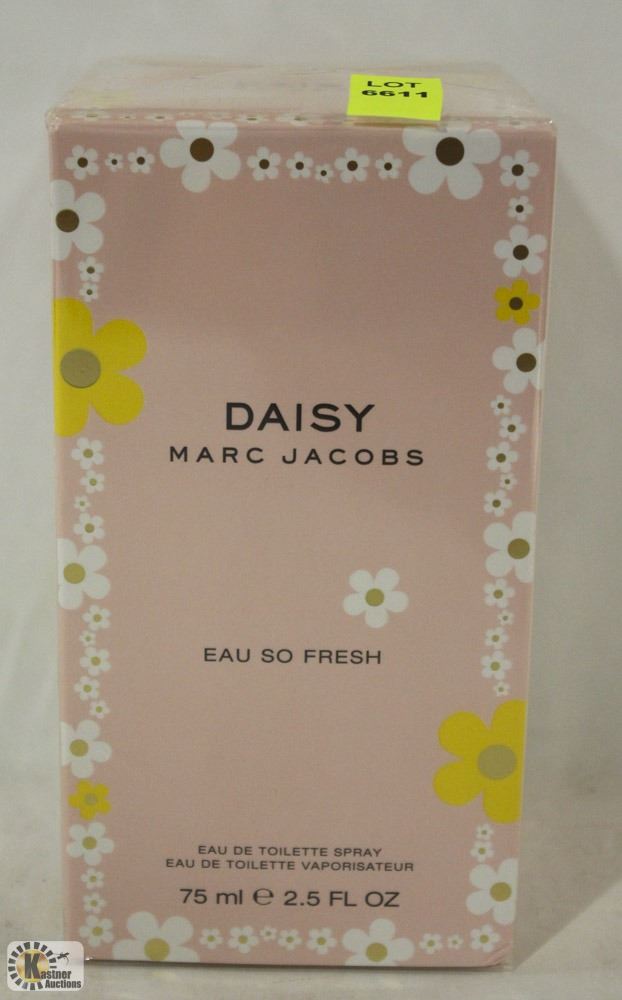 LOT
6611
DAISY
MARC JACOBS
EAU SO FRESH
EAU DE TOILETTE SPRAY
EAU DE TOILETTE VAPORISATEUR
75 ml ℮ 2.5 FL OZ
Kastner
Auctions